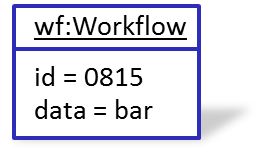 wf:Workflow
id = 0815
data = bar